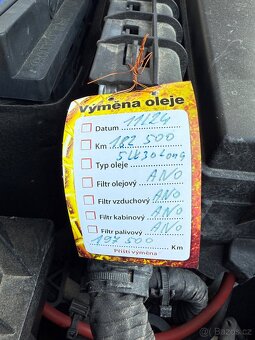 Výměna oleje
Datum 11/24
Km 182 500
Typ oleje 5W30 Long
Filtr olejový ANO
Filtr vzduchový ANO
Filtr kabinový ANO
Filtr palivový ANO
197 500 Km
Příští výměna
sbazar.cz